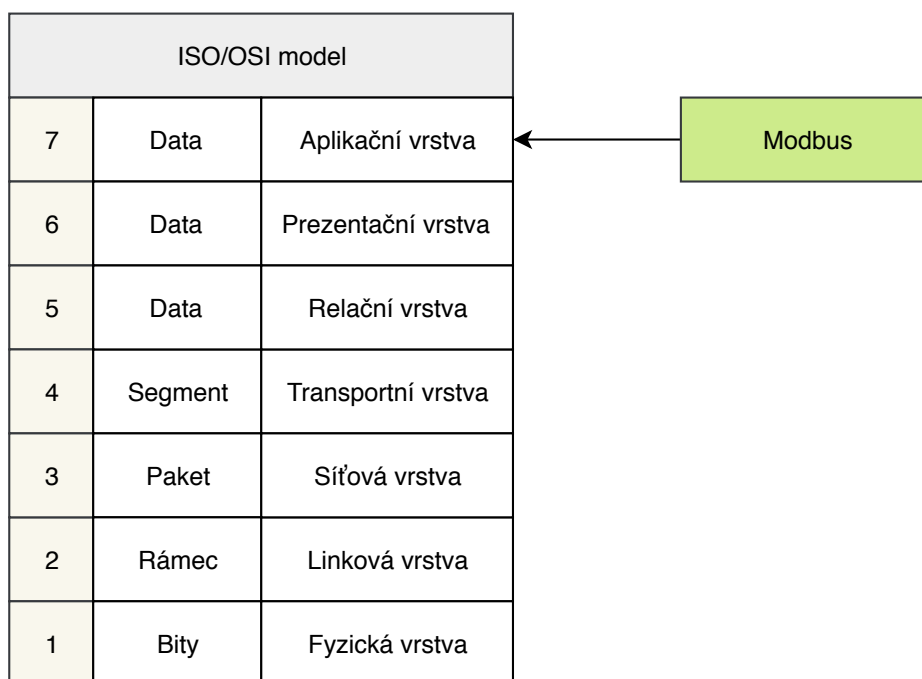 ISO/OSI model
7 Data Aplikační vrstva
Modbus
6 Data Prezentační vrstva
5 Data Relační vrstva
4 Segment Transportní vrstva
3 Paket Síťová vrstva
2 Rámec Linková vrstva
1 Bity Fyzická vrstva